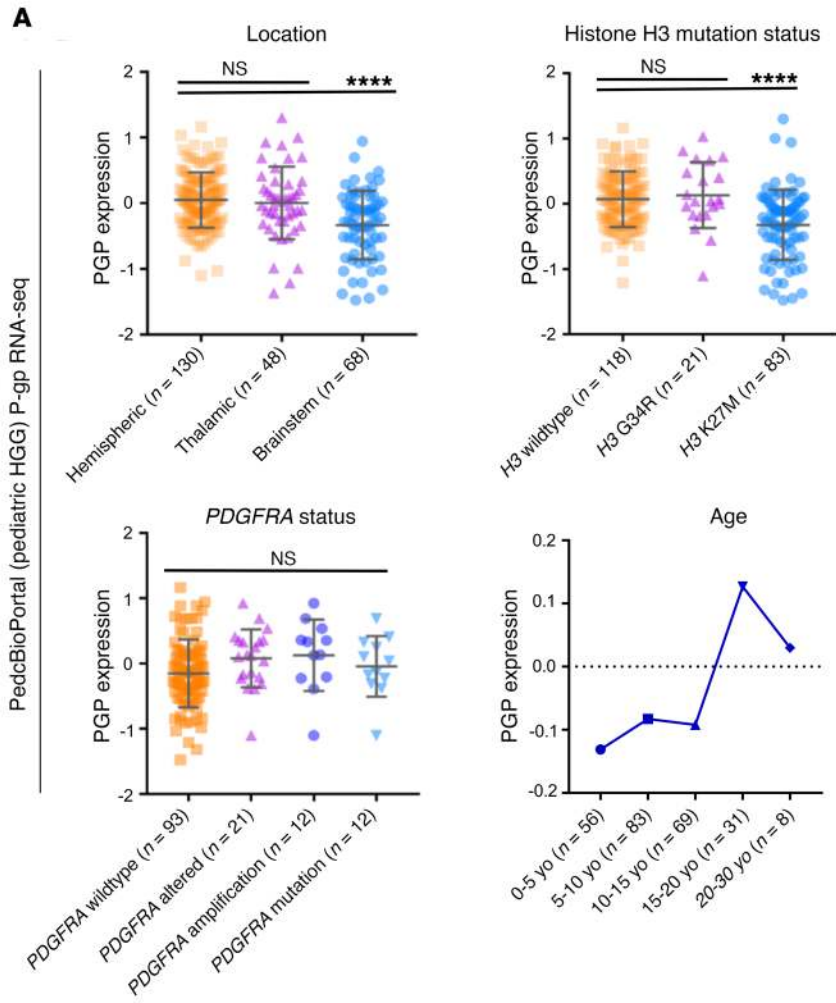 A
PedcBioPortal (pediatric HGG) P-gp RNA-seq
Location
NS
****
PGP expression
2
1
0
-1
-2
Hemispheric (n = 130)
Thalamic (n = 48)
Brainstem (n = 68)
Histone H3 mutation status
NS
****
PGP expression
2
1
0
-1
-2
H3 wildtype (n = 118)
H3 G34R (n = 21)
H3 K27M (n = 83)
PDGFRA status
NS
PGP expression
2
1
0
-1
-2
PDGFRA wildtype (n = 93)
PDGFRA altered (n = 21)
PDGFRA amplification (n = 12)
PDGFRA mutation (n = 12)
Age
PGP expression
0.2
0.1
0.0
-0.1
-0.2
0-5 yo (n = 56)
5-10 yo (n = 83)
10-15 yo (n = 69)
15-20 yo (n = 31)
20-30 yo (n = 8)